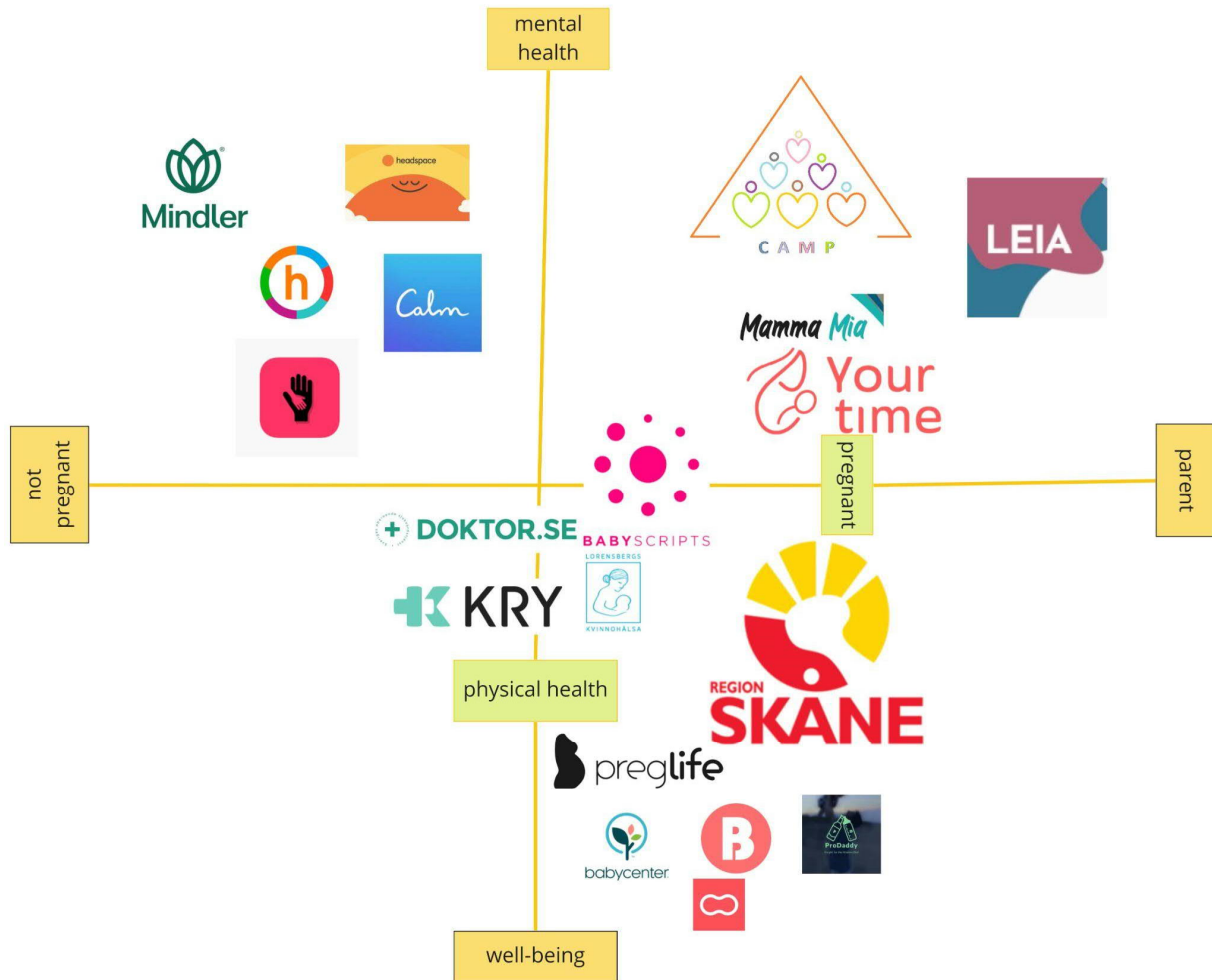 mental
health
Mindler
headspace
CAMP
LEIA
h
Calm
Mamma Mia
Your
time
not
pregnant
pregnant
parent
DOKTOR.SE
BABYSCRIPTS
LORENSBERGS
KVINNOHÄLSA
KRY
physical health
REGION
SKANE
preglife
babycenter
B
ProDaddy
well-being